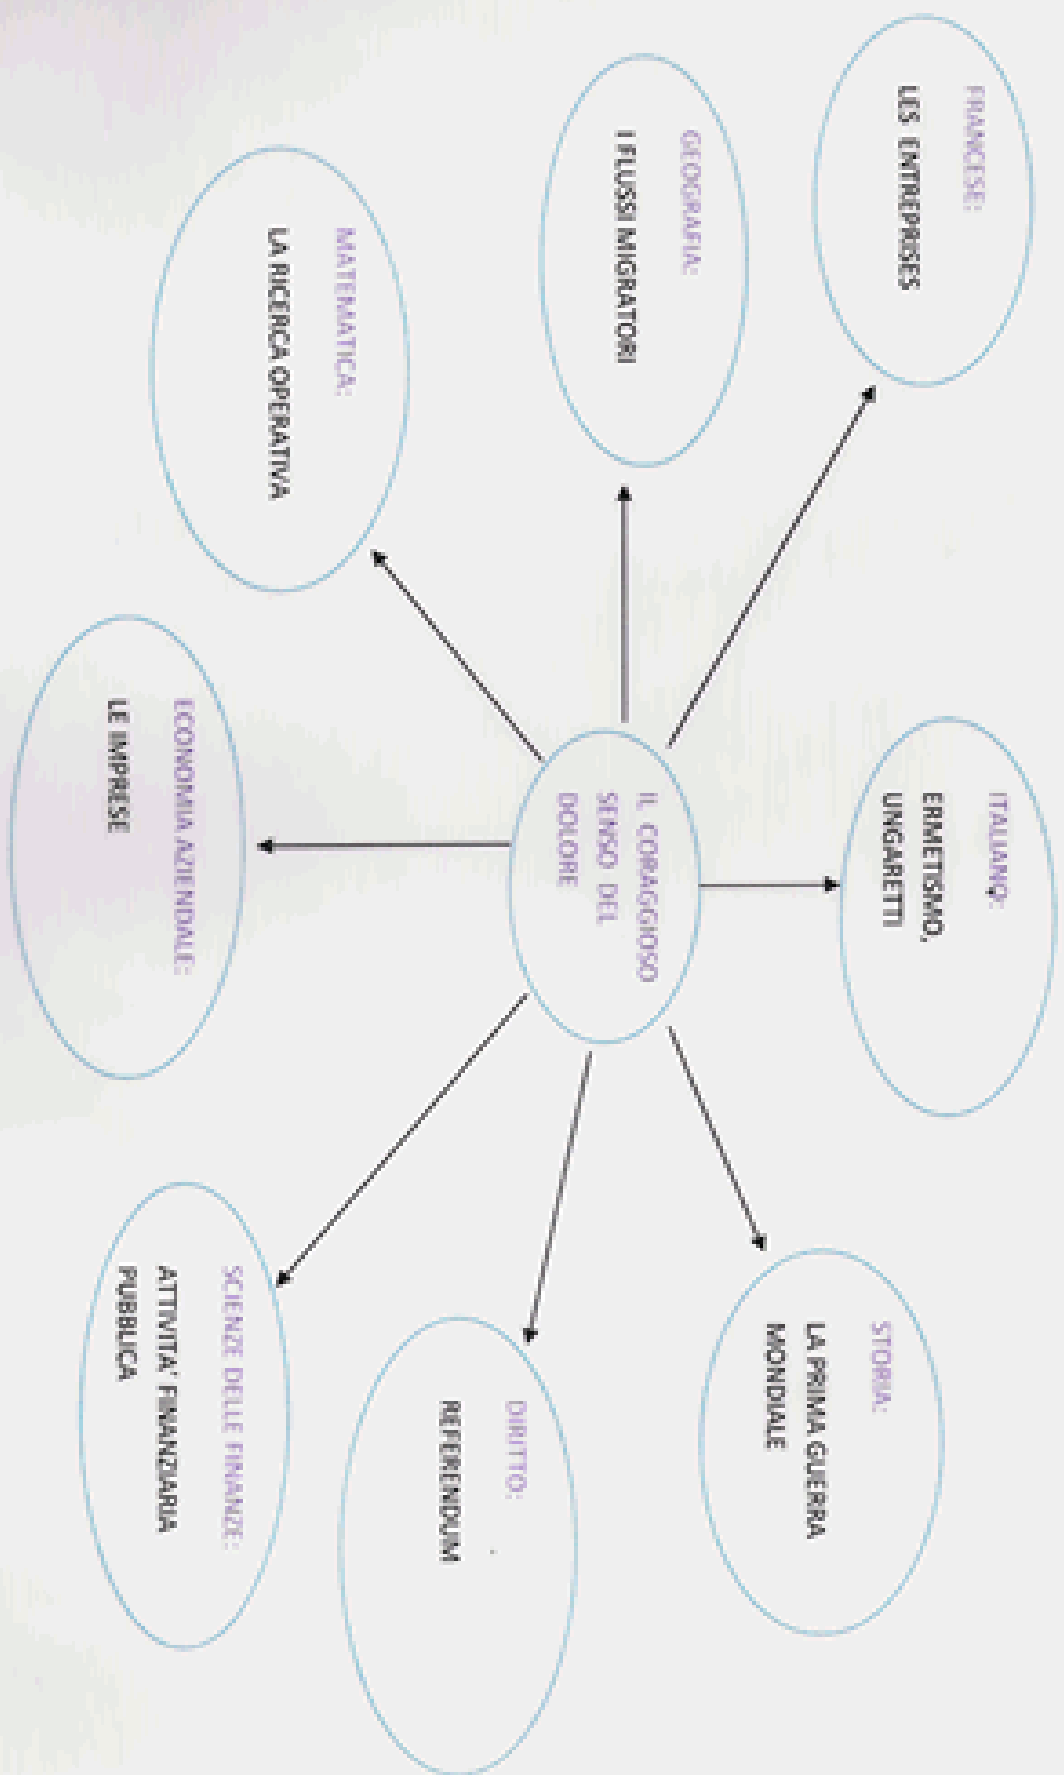 FRANCESE:
LES ENTREPRISES
ITALIANO:
ERMETISMO,
UNGARETTI
STORIA:
LA PRIMA GUERRA
MONDIALE
GEOGRAFIA:
I FLUSSI MIGRATORI
IL CORAGGIOSO
SENSO DEL
DOLORE
DIRITTO:
REFERENDUM
MATEMATICA:
LA RICERCA OPERATIVA
ECONOMIA AZIENDALE:
LE IMPRESE
SCIENZE DELLE FINANZE:
ATTIVITA' FINANZIARIA
PUBBLICA